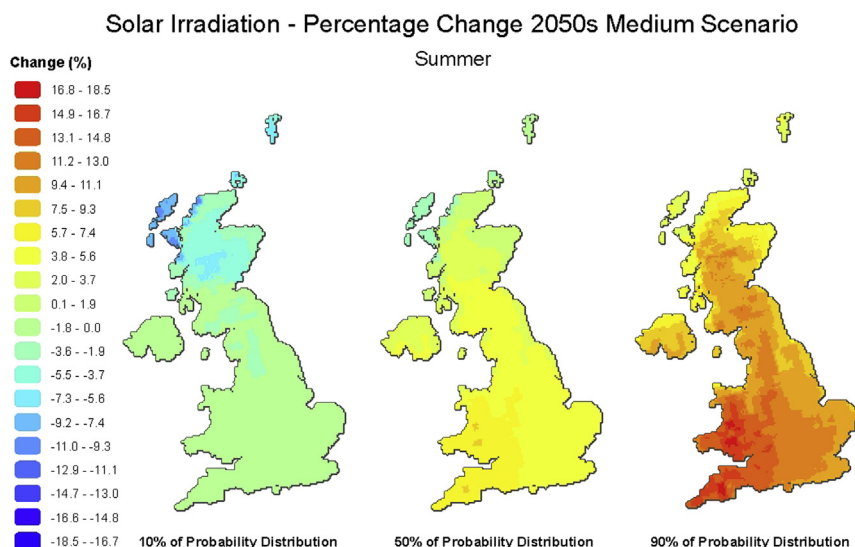 Solar Irradiation - Percentage Change 2050s Medium Scenario
Summer
Change (%)
16.8 - 18.5
14.9 - 16.7
13.1 - 14.8
11.2 - 13.0
9.4 - 11.1
7.5 - 9.3
5.7 - 7.4
3.8 - 5.6
2.0 - 3.7
0.1 - 1.9
-1.8 - 0.0
-3.6 - -1.9
-5.5 - -3.7
-7.3 - -5.6
-9.2 - -7.4
-11.0 - -9.3
-12.9 - -11.1
-14.7 - -13.0
-16.6 - -14.8
-18.5 - -16.7
10% of Probability Distribution
50% of Probability Distribution
90% of Probability Distribution